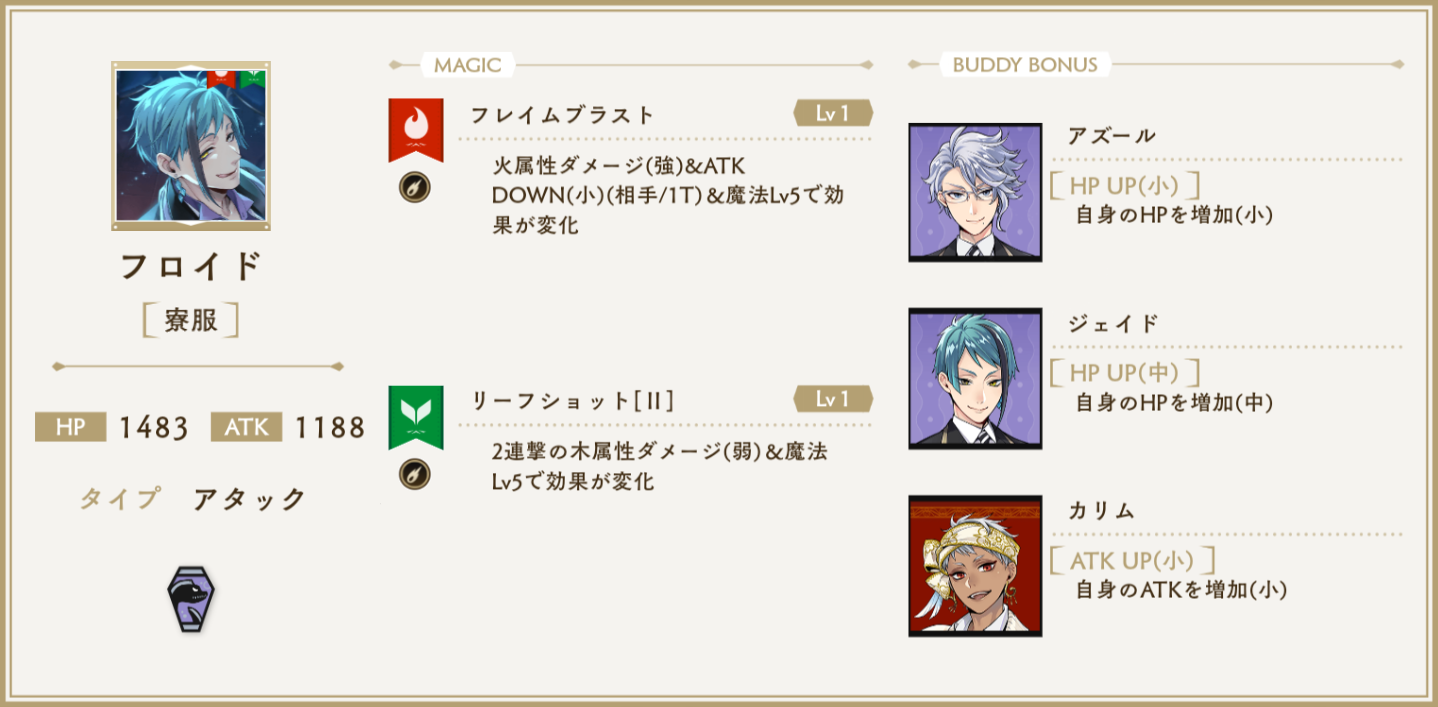 フロイド
[寮服]
HP 1483 ATK 1188
タイプ アタック
MAGIC
フレイムブラスト Lv 1
火属性ダメージ(強)&ATK
DOWN(小)(相手/1T)&魔法Lv5で効
果が変化
リーフショット[II] Lv 1
2連撃の木属性ダメージ(弱)&魔法
Lv5で効果が変化
BUDDY BONUS
アズール
[HP UP(小)]
自身のHPを増加(小)
ジェイド
[HP UP(中)]
自身のHPを増加(中)
カリム
[ATK UP(小)]
自身のATKを増加(小)